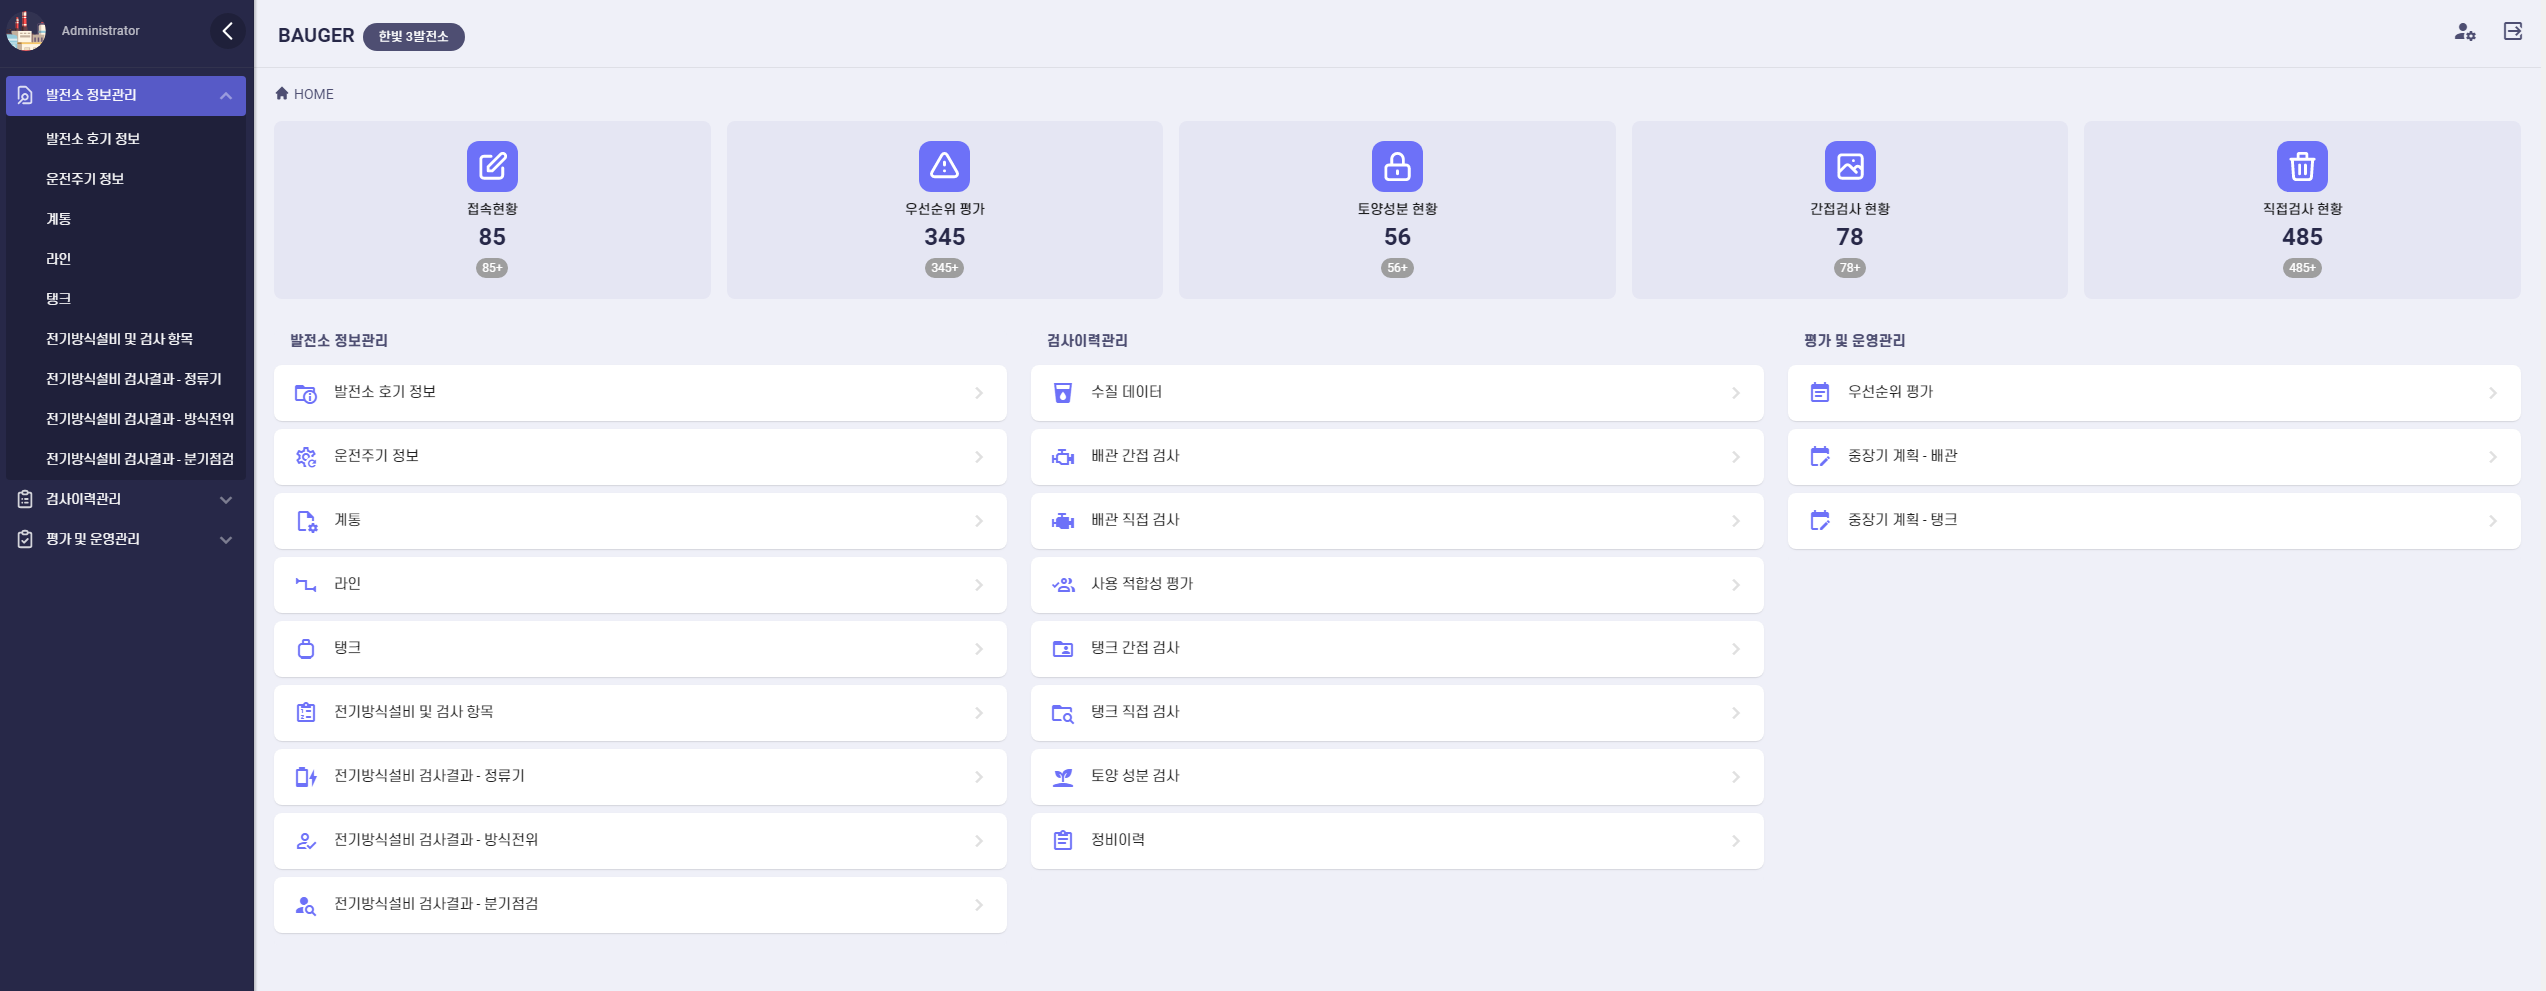 Administrator
발전소 정보관리
발전소 호기 정보
운전주기 정보
계통
라인
탱크
전기방식설비 및 검사 항목
전기방식설비 검사결과 - 정류기
전기방식설비 검사결과 - 방식전위
전기방식설비 검사결과 - 분기점검
검사이력관리
평가 및 운영관리
BAUGER 한빛 3발전소
HOME
접속현황
85
85+
우선순위 평가
345
345+
토양성분 현황
56
56+
간접검사 현황
78
78+
직접검사 현황
485
485+
발전소 정보관리
발전소 호기 정보
운전주기 정보
계통
라인
탱크
전기방식설비 및 검사 항목
전기방식설비 검사결과 - 정류기
전기방식설비 검사결과 - 방식전위
전기방식설비 검사결과 - 분기점검
검사이력관리
수질 데이터
배관 간접 검사
배관 직접 검사
사용 적합성 평가
탱크 간접 검사
탱크 직접 검사
토양 성분 검사
정비이력
평가 및 운영관리
우선순위 평가
중장기 계획 - 배관
중장기 계획 - 탱크